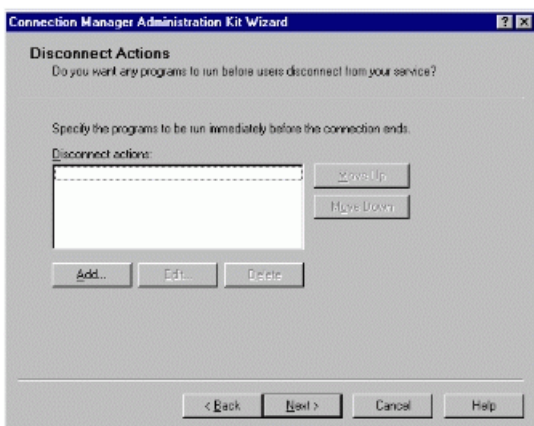 Connection Manager Administration Kit Wizard
Disconnect Actions
Do you want any programs to run before users disconnect from your service?
Specify the programs to be run immediately before the connection ends.
Disconnect actions:
Move Up
Move Down
Add... Edit... Delete
< Back Next > Cancel Help